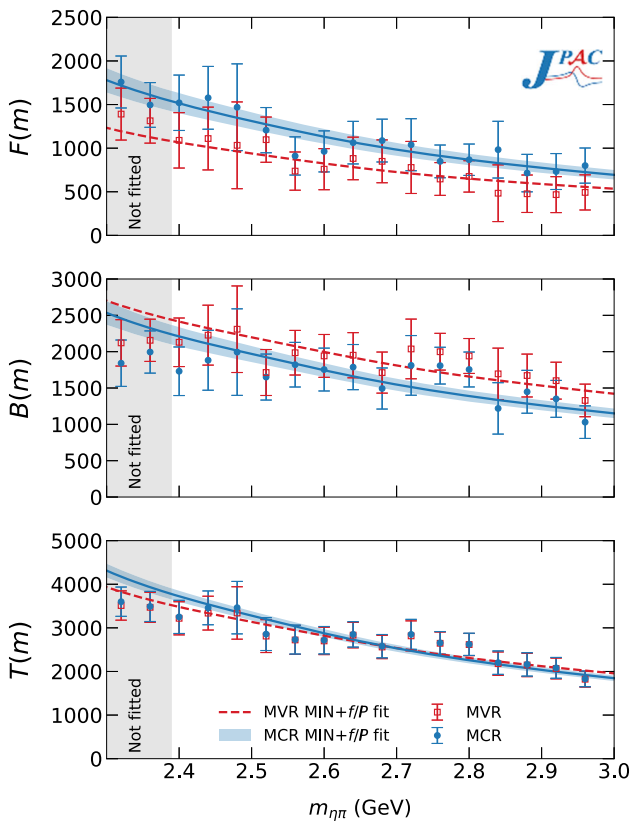 2500
2000
1500
1000
500
0
F(m)
Not fitted
JPAC
3000
2500
2000
1500
1000
500
0
B(m)
Not fitted
5000
4000
3000
2000
1000
0
T(m)
Not fitted
MVR MIN+f/P fit
MCR MIN+f/P fit
MVR
MCR
2.4 2.5 2.6 2.7 2.8 2.9 3.0
mηπ (GeV)